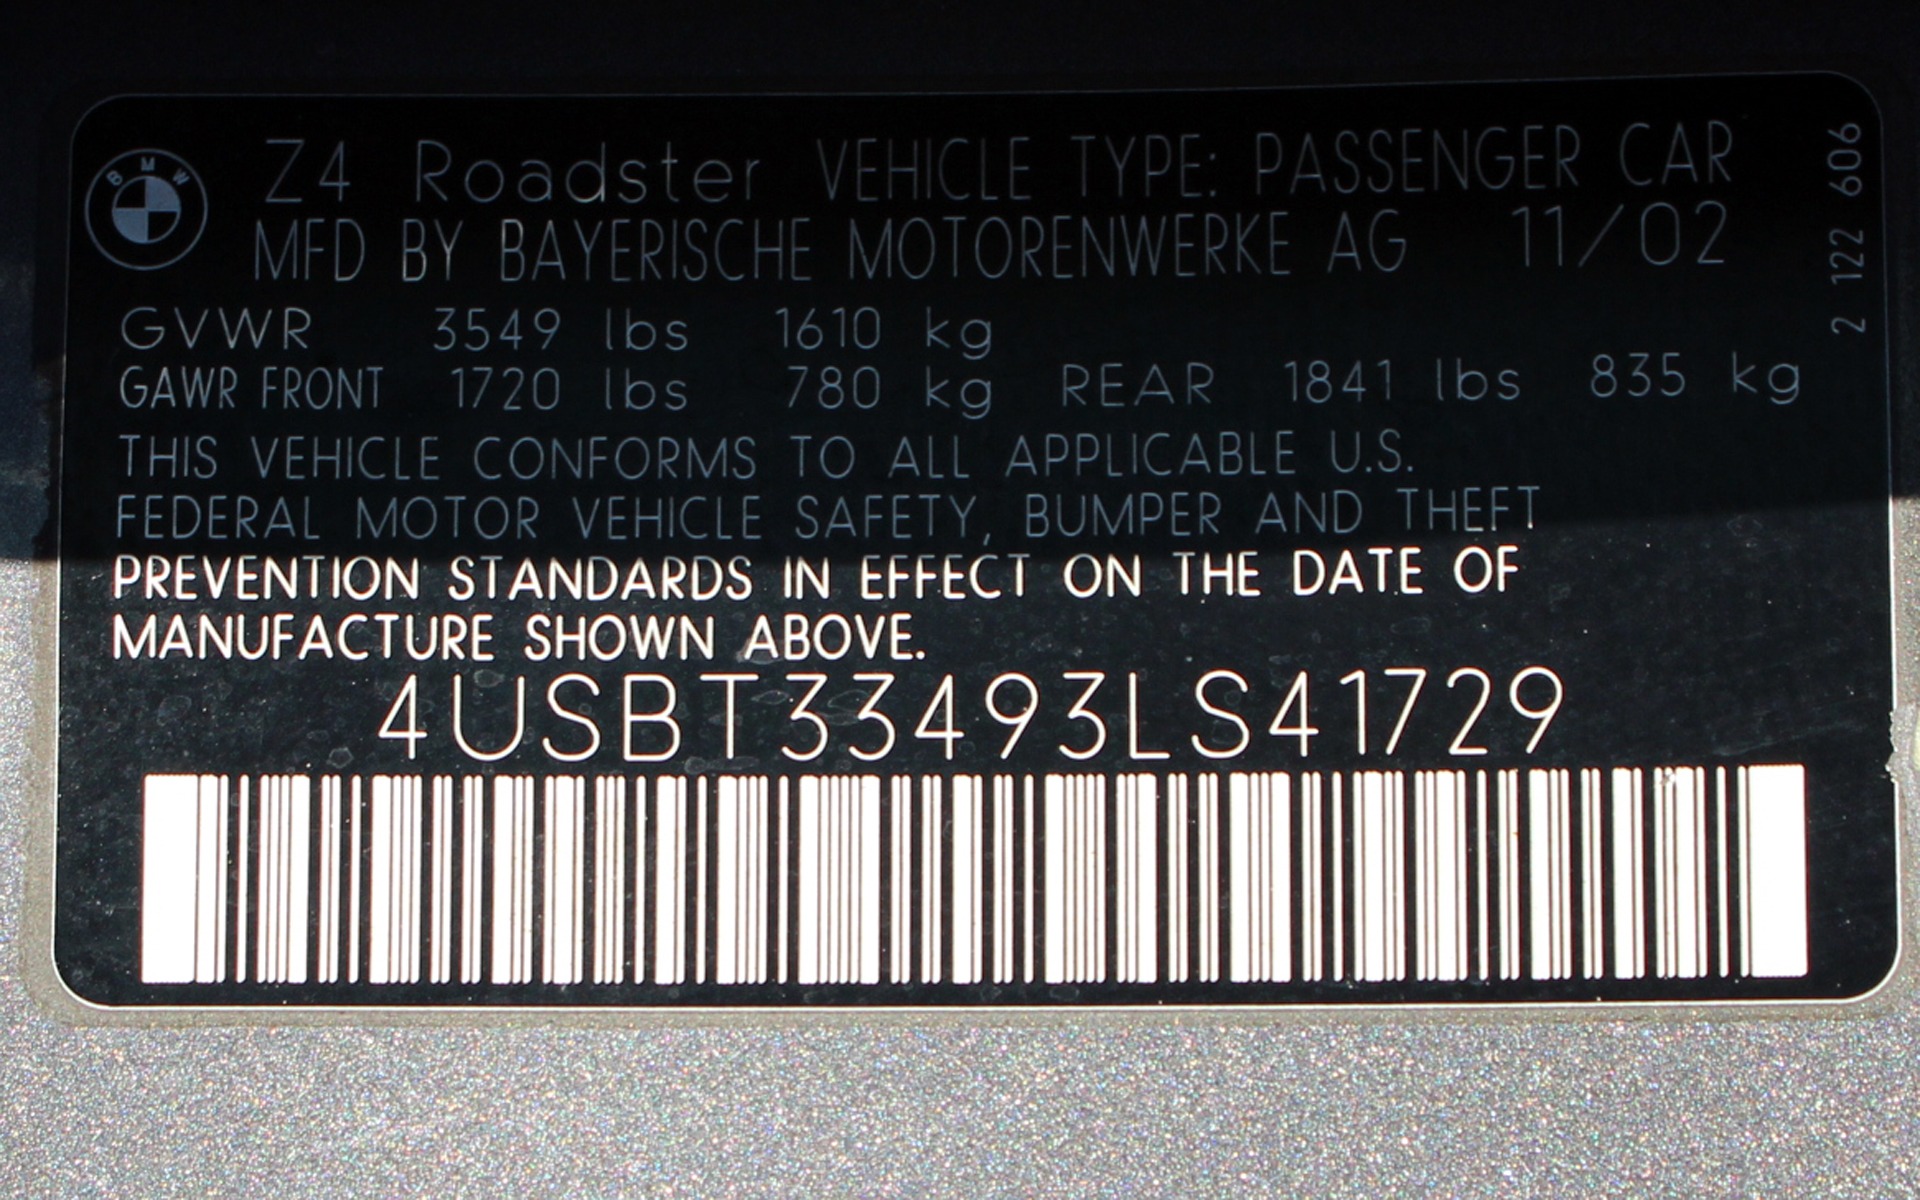 BMW
Z4 Roadster VEHICLE TYPE: PASSENGER CAR
MFD BY BAYERISCHE MOTORENWERKE AG 11/02
GVWR 3549 lbs 1610 kg
GAWR FRONT 1720 lbs 780 kg REAR 1841 lbs 835 kg
THIS VEHICLE CONFORMS TO ALL APPLICABLE U.S.
FEDERAL MOTOR VEHICLE SAFETY, BUMPER AND THEFT
PREVENTION STANDARDS IN EFFECT ON THE DATE OF
MANUFACTURE SHOWN ABOVE.
4USBT33493LS41729
2 122 606